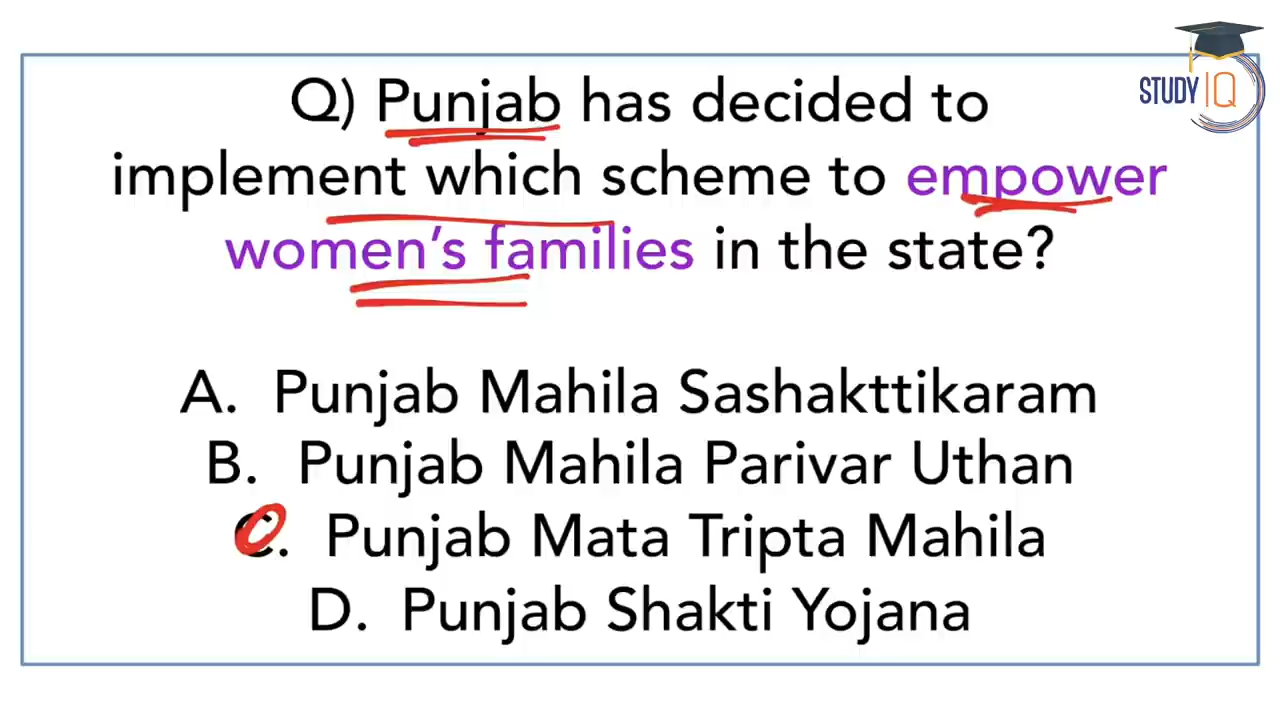 STUDY IQ
Q) Punjab has decided to
implement which scheme to empower
women's families in the state?
A. Punjab Mahila Sashakttikaram
B. Punjab Mahila Parivar Uthan
C. Punjab Mata Tripta Mahila
D. Punjab Shakti Yojana